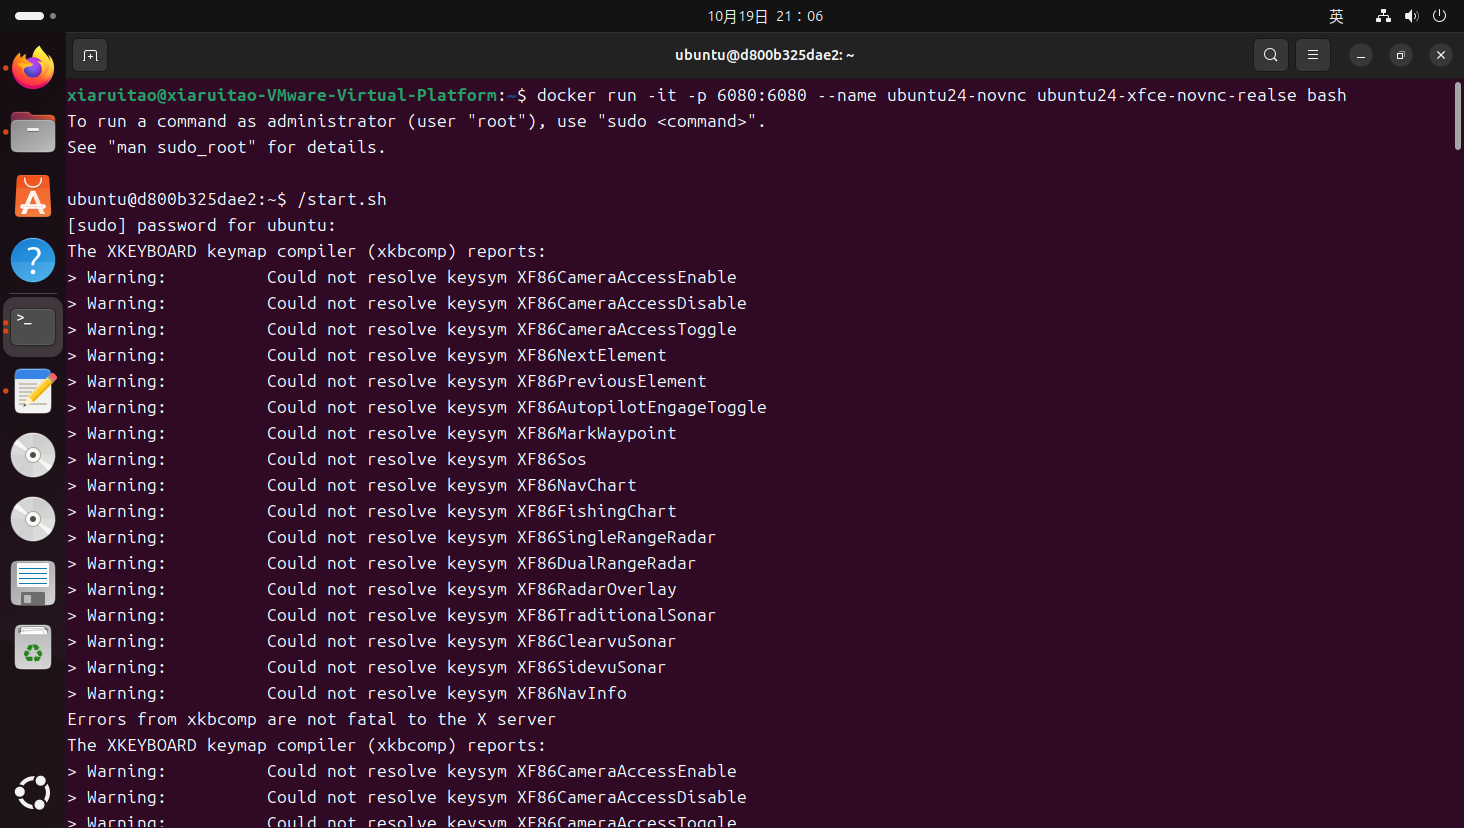 10月19日 21：06
英
ubuntu@d800b325dae2: ~
xiaruitao@xiaruitao-VMware-Virtual-Platform:~$ docker run -it -p 6080:6080 --name ubuntu24-novnc ubuntu24-xfce-novnc-realse bash
To run a command as administrator (user "root"), use "sudo <command>".
See "man sudo_root" for details.
ubuntu@d800b325dae2:~$ /start.sh
[sudo] password for ubuntu:
The XKEYBOARD keymap compiler (xkbcomp) reports:
> Warning:          Could not resolve keysym XF86CameraAccessEnable
> Warning:          Could not resolve keysym XF86CameraAccessDisable
> Warning:          Could not resolve keysym XF86CameraAccessToggle
> Warning:          Could not resolve keysym XF86NextElement
> Warning:          Could not resolve keysym XF86PreviousElement
> Warning:          Could not resolve keysym XF86AutopilotEngageToggle
> Warning:          Could not resolve keysym XF86MarkWaypoint
> Warning:          Could not resolve keysym XF86Sos
> Warning:          Could not resolve keysym XF86NavChart
> Warning:          Could not resolve keysym XF86FishingChart
> Warning:          Could not resolve keysym XF86SingleRangeRadar
> Warning:          Could not resolve keysym XF86DualRangeRadar
> Warning:          Could not resolve keysym XF86RadarOverlay
> Warning:          Could not resolve keysym XF86TraditionalSonar
> Warning:          Could not resolve keysym XF86ClearvuSonar
> Warning:          Could not resolve keysym XF86SidevuSonar
> Warning:          Could not resolve keysym XF86NavInfo
Errors from xkbcomp are not fatal to the X server
The XKEYBOARD keymap compiler (xkbcomp) reports:
> Warning:          Could not resolve keysym XF86CameraAccessEnable
> Warning:          Could not resolve keysym XF86CameraAccessDisable
> Warning:          Could not resolve keysym XF86CameraAccessToggle